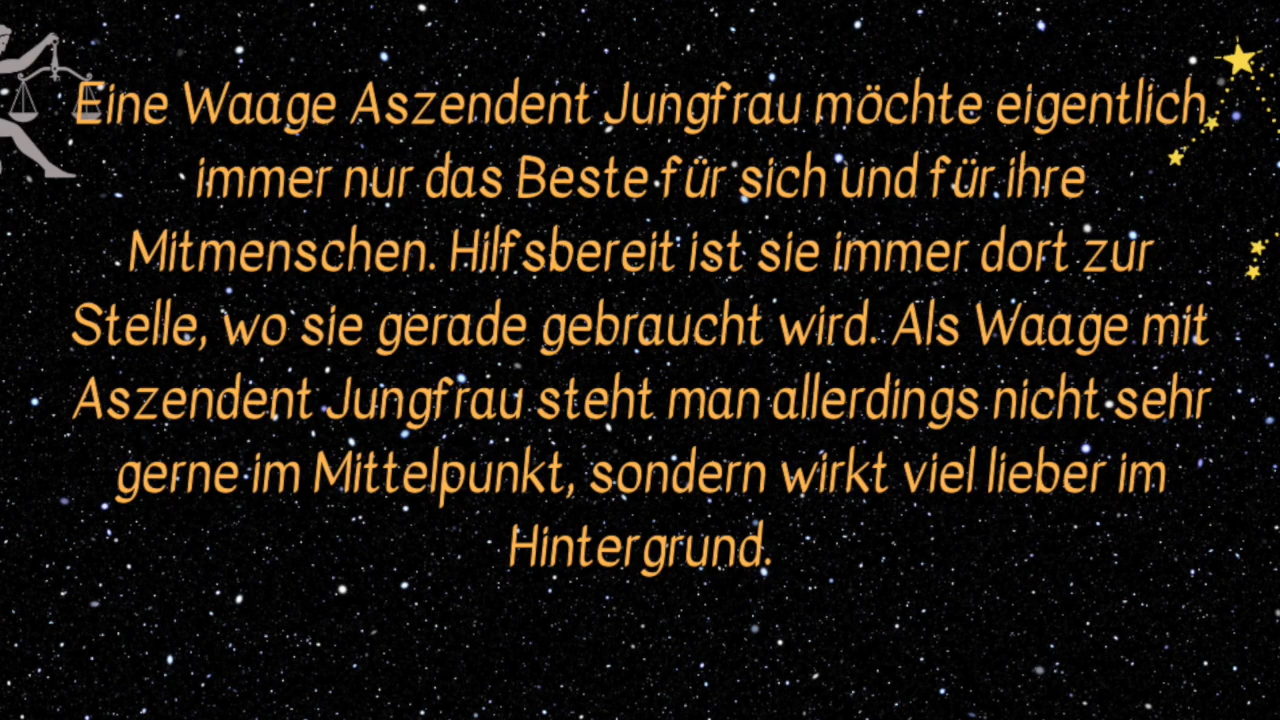 Eine Waage Aszendent Jungfrau möchte eigentlich
immer nur das Beste für sich und für ihre
Mitmenschen. Hilfsbereit ist sie immer dort zur
Stelle, wo sie gerade gebraucht wird. Als Waage mit
Aszendent Jungfrau steht man allerdings nicht sehr
gerne im Mittelpunkt, sondern wirkt viel lieber im
Hintergrund.